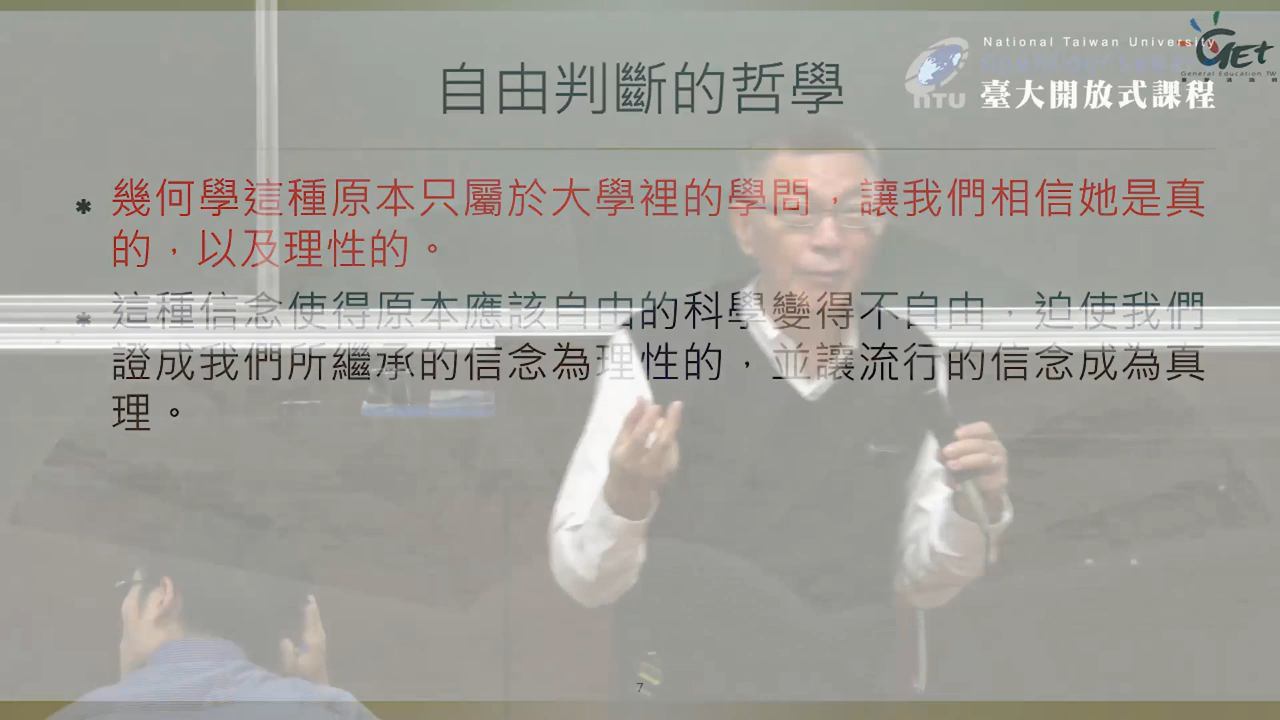 National Taiwan University
GEt
General Education TW
臺大開放式課程
NTU
自由判斷的哲學
* 幾何學這種原本只屬於大學裡的學問，讓我們相信她是真
的，以及理性的。
* 這種信念使得原本應該自由的科學變得不自由，迫使我們
證成我們所繼承的信念為理性的，並讓流行的信念成為真
理。
7